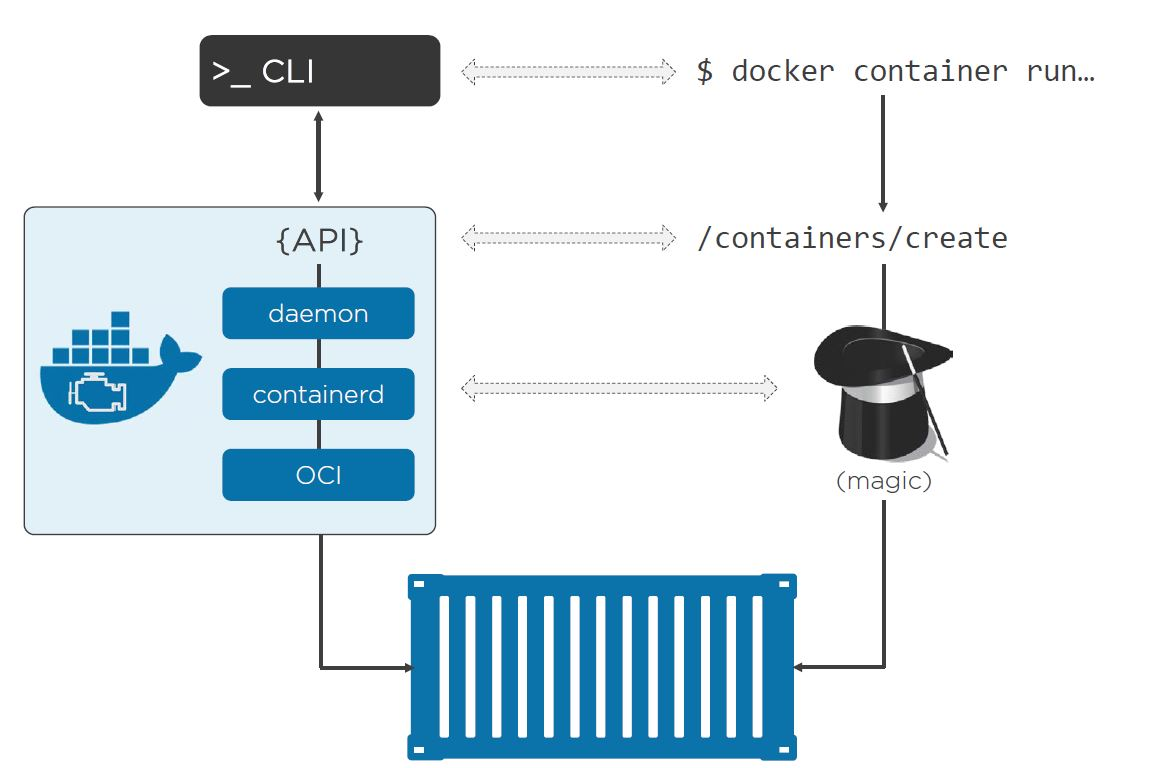 >_ CLI
$ docker container run…
{API}
/containers/create
daemon
containerd
OCI
(magic)